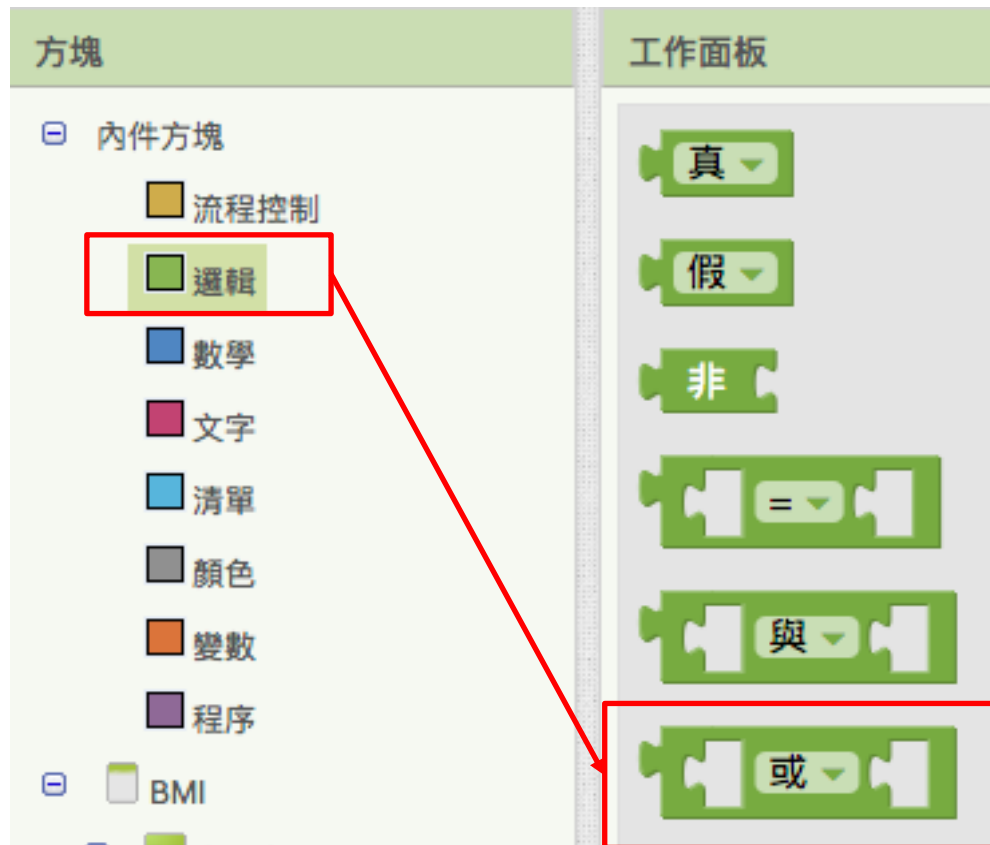 方塊
內件方塊
流程控制
邏輯
數學
文字
清單
顏色
變數
程序
BMI
工作面板
真
假
非
=
與
或